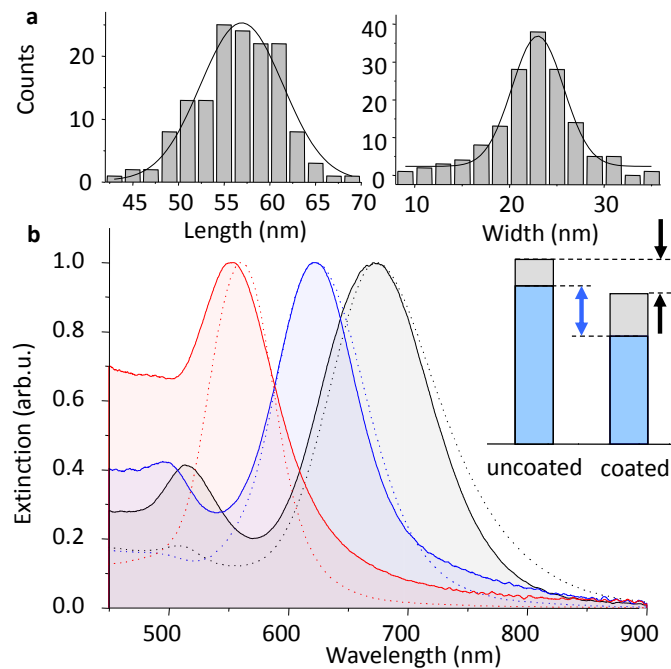 a
Counts
20
10
0
50 55 60 65 70
45
Length (nm)
40
30
20
10
0
10 20 30
Width (nm)
b
Extinction (arb.u.)
1.0
0.8
0.6
0.4
0.2
0.0
500 600 700 800 900
Wavelength (nm)
uncoated coated